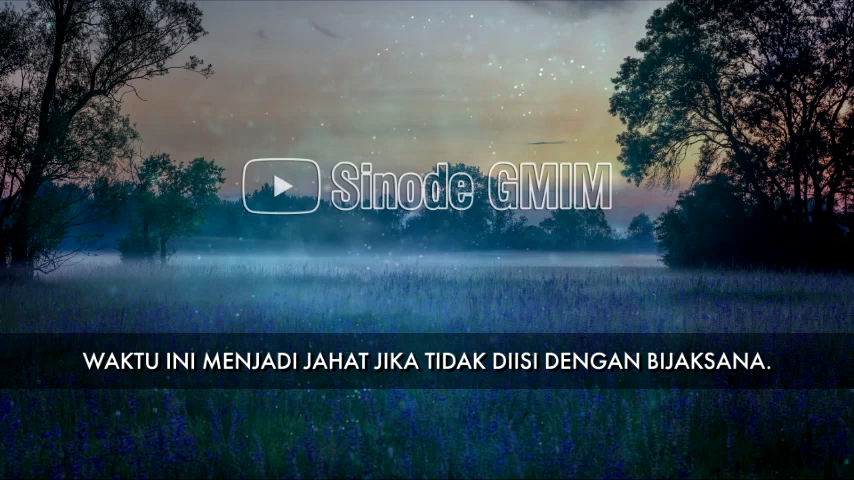 Sinode GMIM
WAKTU INI MENJADI JAHAT JIKA TIDAK DIISI DENGAN BIJAKSANA.